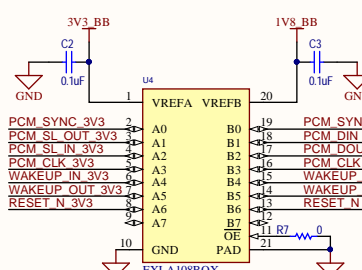 3V3_BB 1V8_BB
C2 C3
0.1uF 0.1uF
GND
U4
1 VREFA VREFB 20
PCM_SYNC_3V3 2 A0 B0 19
PCM_SL_OUT_3V3 3 A1 B1 18 PCM_DIN
PCM_SL_IN_3V3 4 A2 B2 17
PCM_CLK_3V3 5 A3 B3 16 PCM_CLK
WAKEUP_IN_3V3 6 A4 B4 15 WAKEUP
WAKEUP_OUT_3V3 7 A5 B5 14 WAKEUP
RESET_N_3V3 8 A6 B6 13 RESET_N
9 A7 B7 12
OE 11 R7 0
10 GND PAD 21